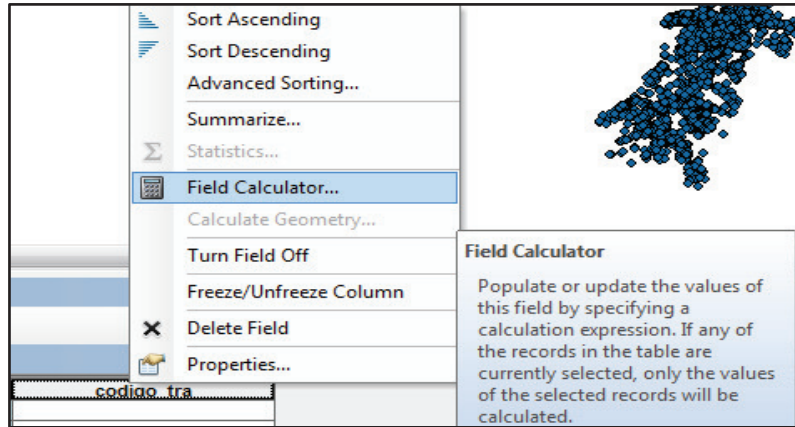 Sort Ascending
Sort Descending
Advanced Sorting...
Summarize...
Statistics...
Field Calculator...
Calculate Geometry...
Turn Field Off
Freeze/Unfreeze Column
Delete Field
Properties...
codigo_tra
Field Calculator
Populate or update the values of
this field by specifying a
calculation expression. If any of
the records in the table are
currently selected, only the values
of the selected records will be
calculated.